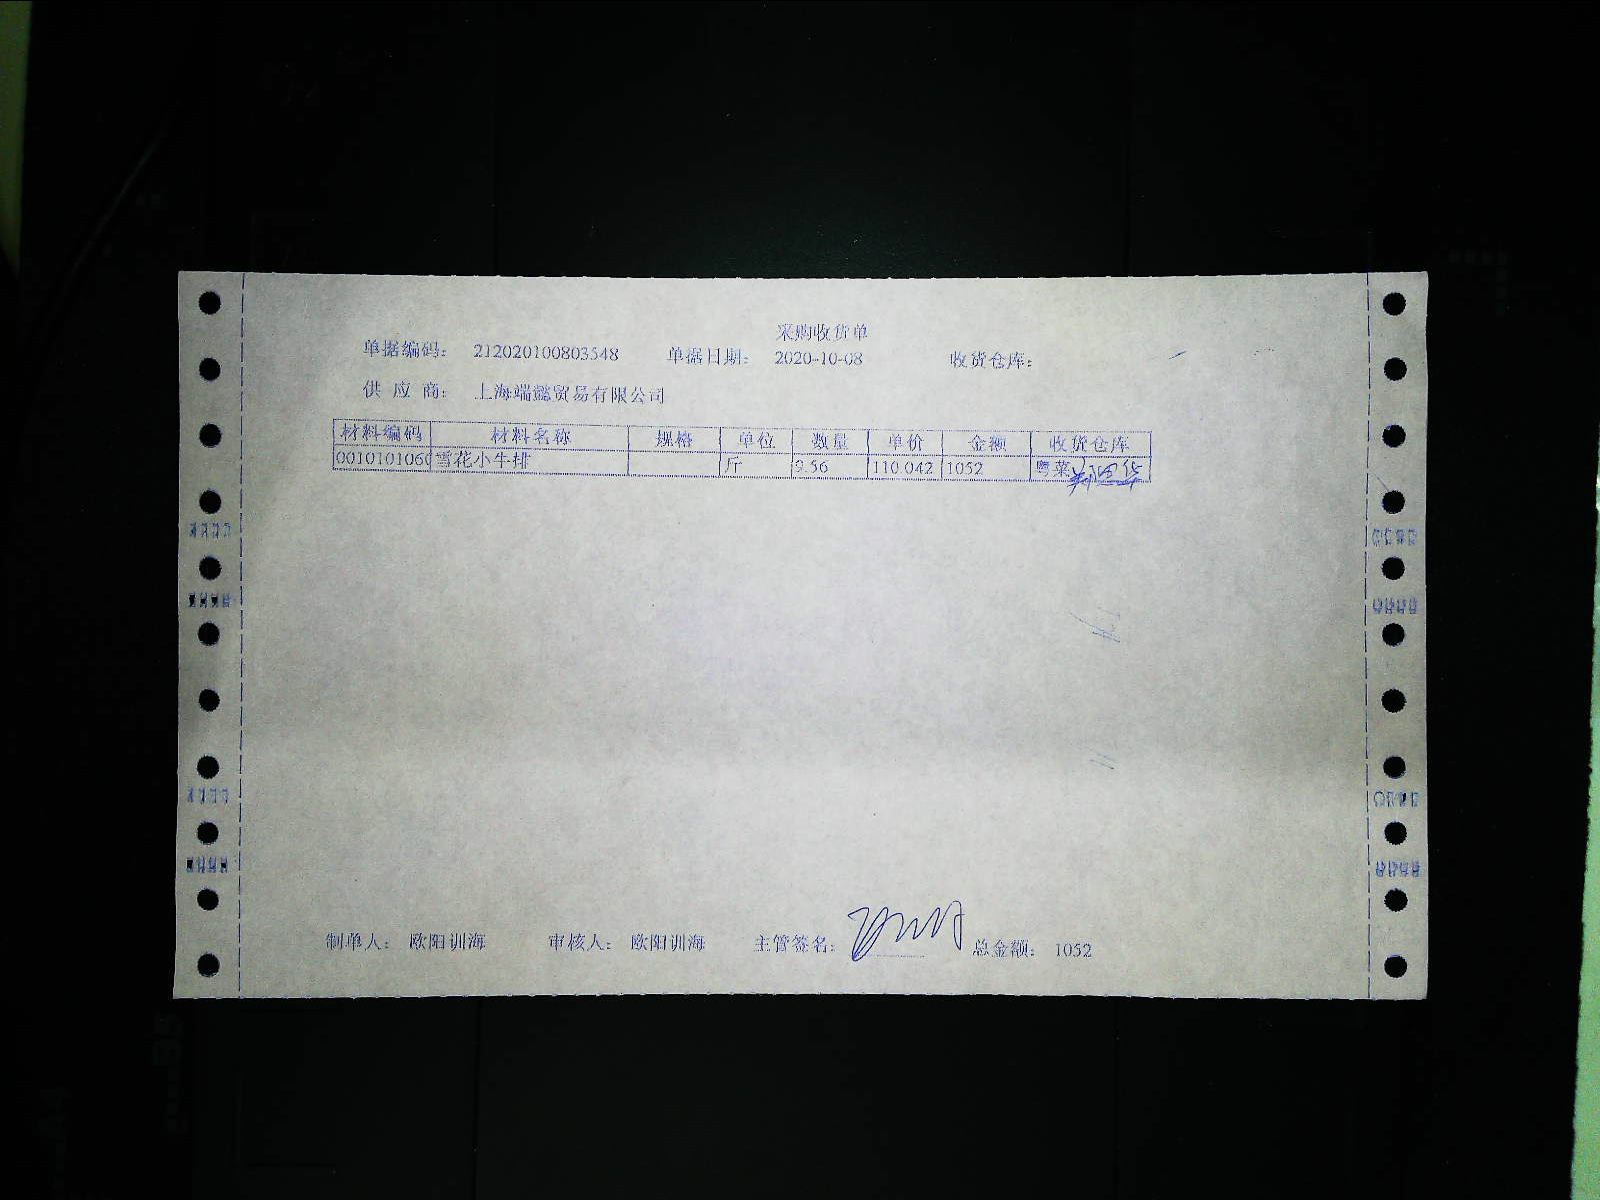 采购收货单
单据编码： 212020100803548 单据日期： 2020-10-08 收货仓库：
供 应 商： 上海端懿贸易有限公司
材料编码 材料名称 规格 单位 数量 单价 金额 收货仓库
0010101060 雪花小牛排 斤 9.56 110.042 1052 粤菜
制单人： 欧阳训海 审核人： 欧阳训海 主管签名： 总金额： 1052